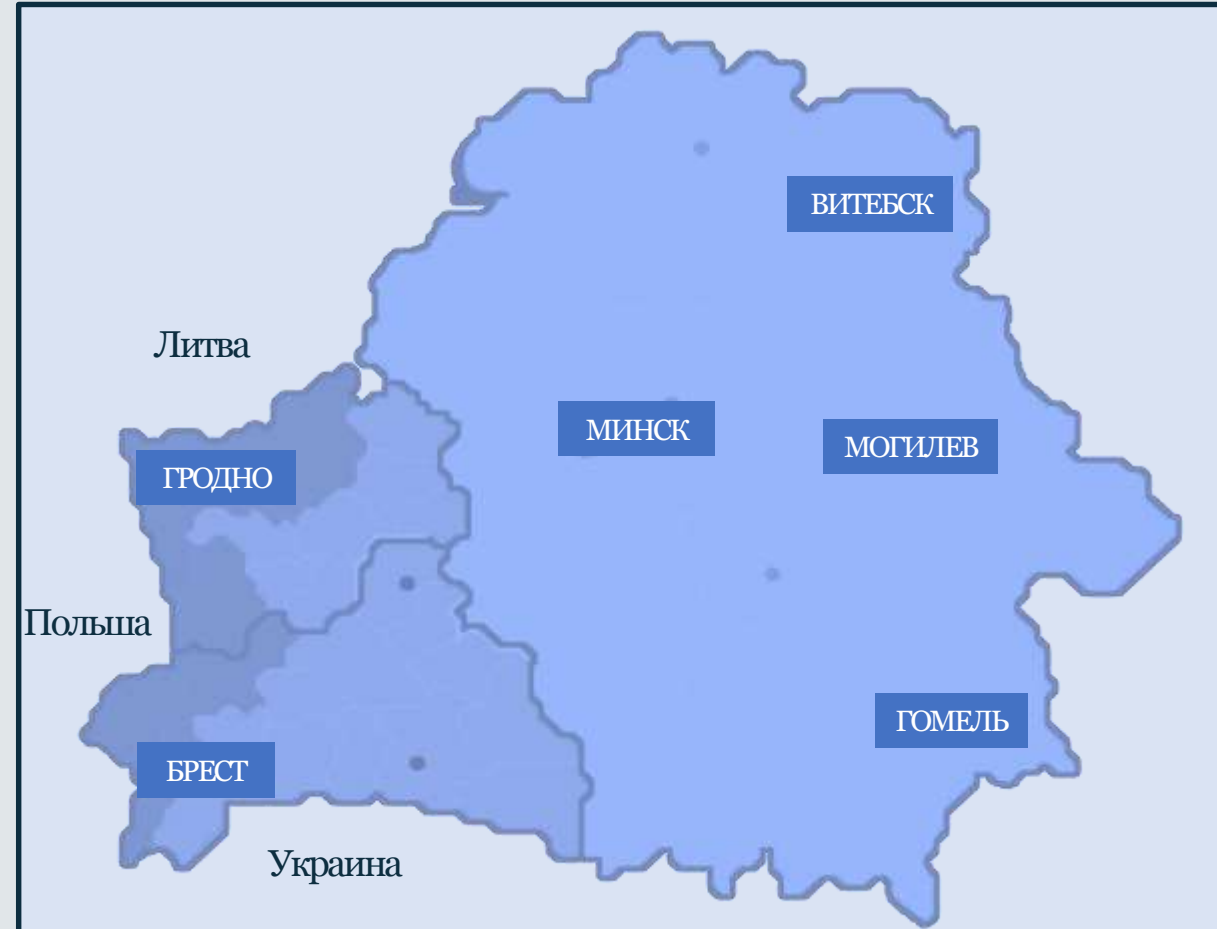 ВИТЕБСК
Литва
МИНСК
МОГИЛЕВ
ГРОДНО
Польша
ГОМЕЛЬ
БРЕСТ
Украина